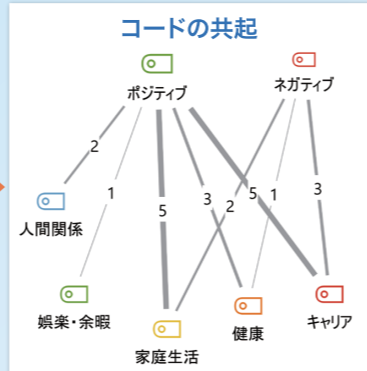 コードの共起
ポジティブ
ネガティブ
2
1
5
3
2
5
1
3
人間関係
娯楽・余暇
家庭生活
健康
キャリア